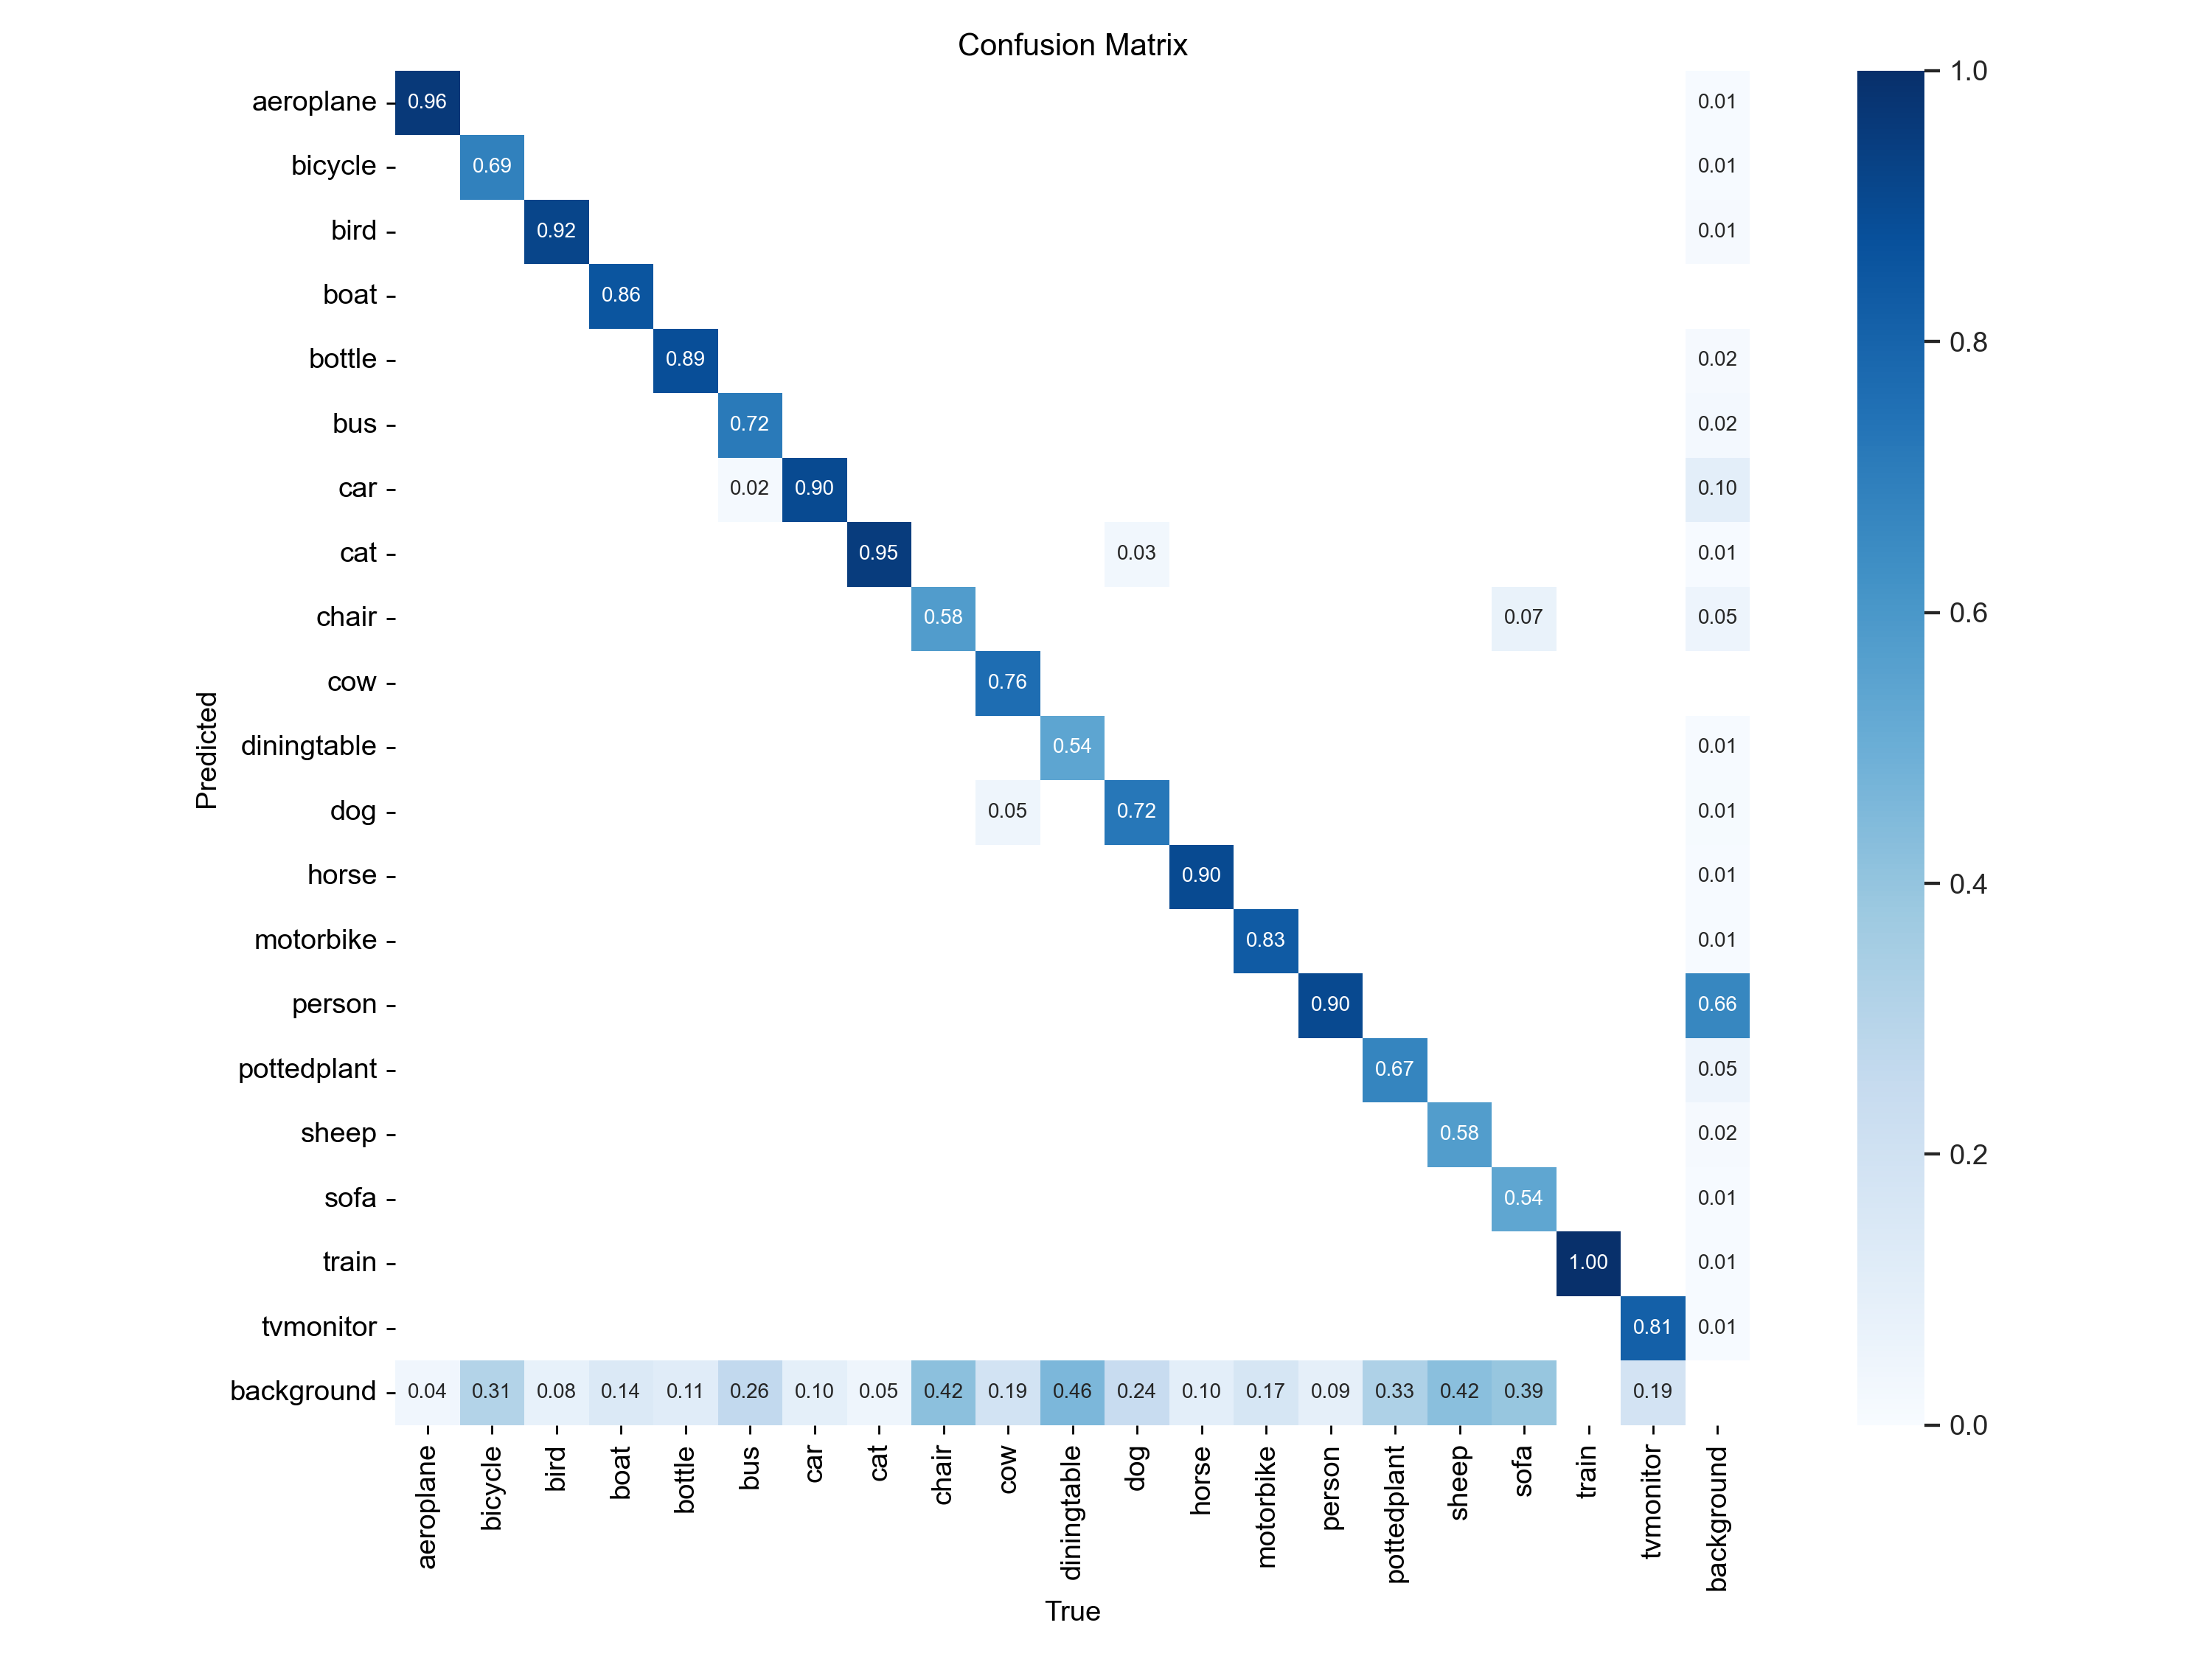 Confusion Matrix
aeroplane 0.96 0.01 1.0
bicycle 0.69 0.01
bird 0.92 0.01
boat 0.86
0.8
bottle 0.89 0.02
bus 0.72 0.02
car 0.02 0.90 0.10
cat 0.95 0.03 0.01
chair 0.58 0.07 0.05 0.6
cow 0.76
Predicted
diningtable 0.54 0.01
dog 0.05 0.72 0.01
horse 0.90 0.01 0.4
motorbike 0.83 0.01
person 0.90 0.66
pottedplant 0.67 0.05
sheep 0.58 0.02 0.2
sofa 0.54 0.01
train 1.00 0.01
tvmonitor 0.81 0.01
background 0.04 0.31 0.08 0.14 0.11 0.26 0.10 0.05 0.42 0.19 0.46 0.24 0.10 0.17 0.09 0.33 0.42 0.39 0.19
0.0
aeroplane bicycle bird boat bottle bus car cat chair cow diningtable dog horse motorbike person pottedplant sheep sofa train tvmonitor background
True